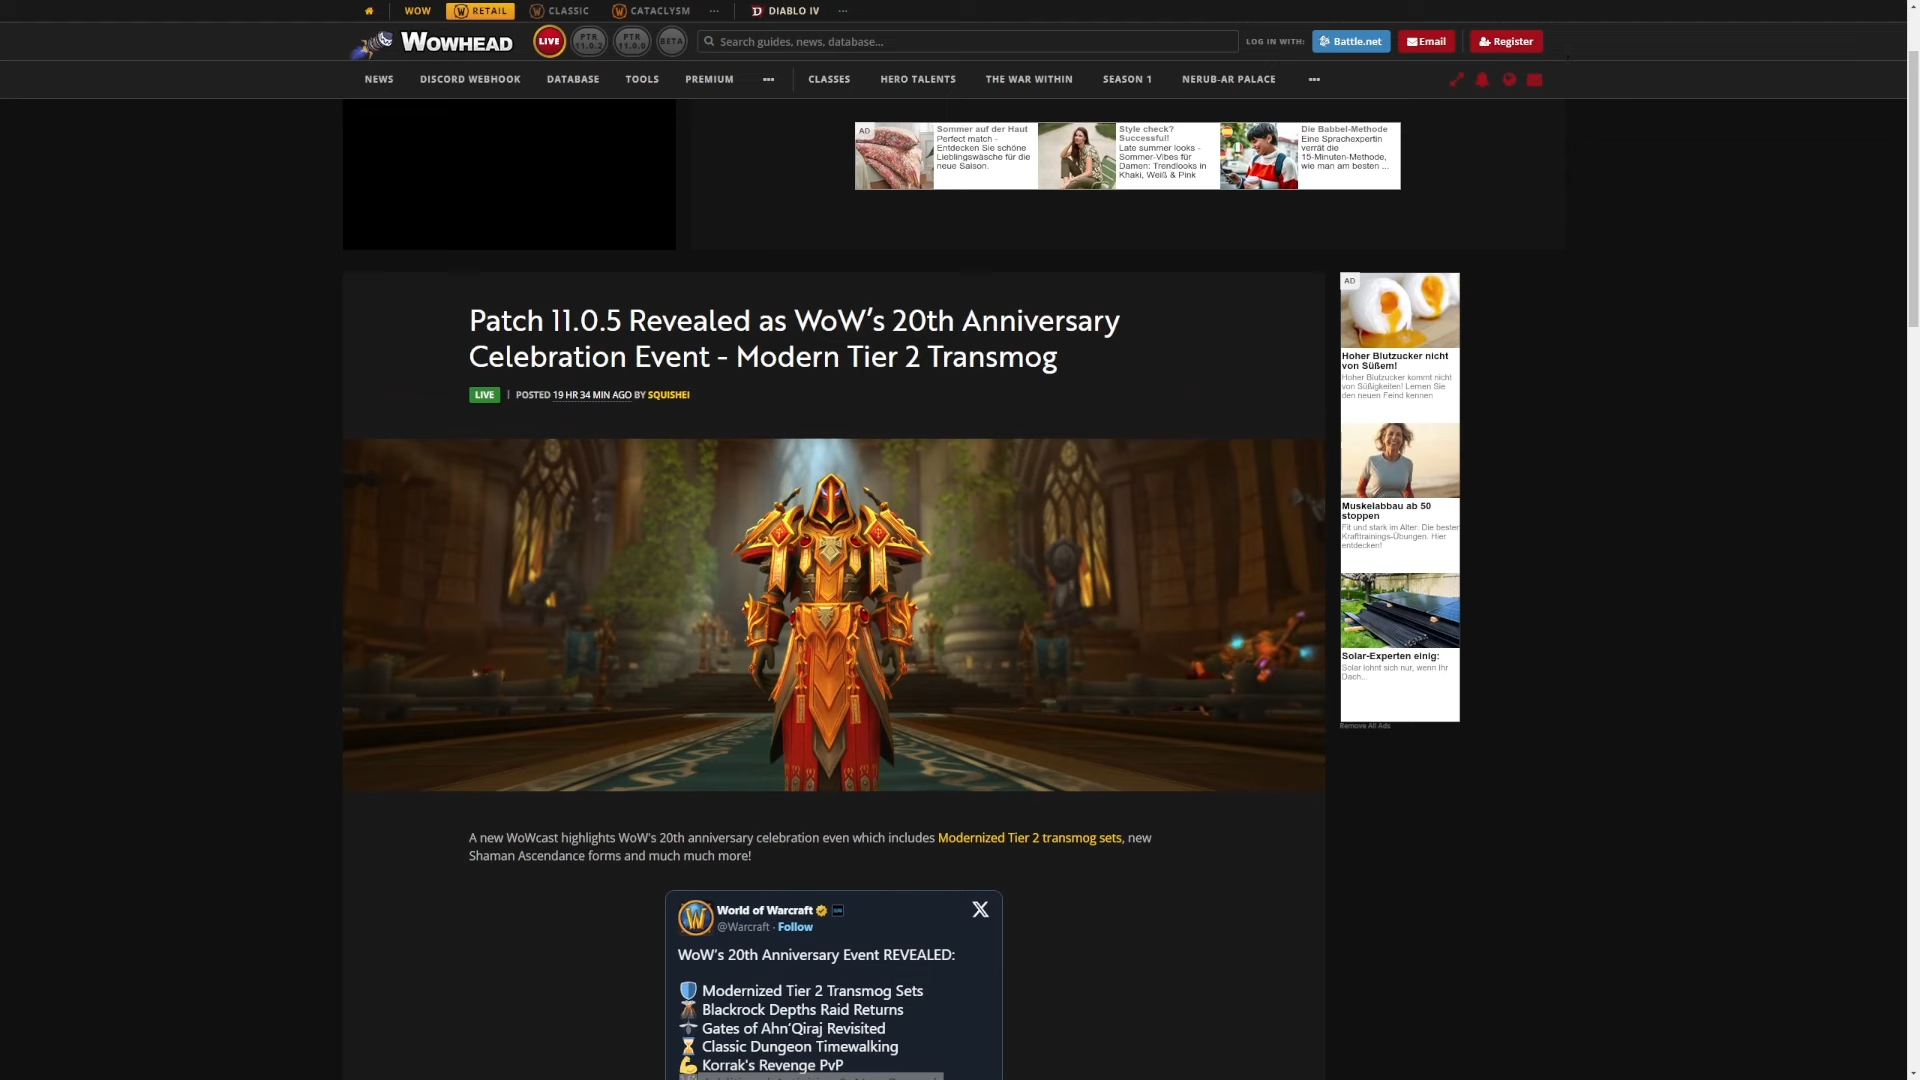 WOW
RETAIL
CLASSIC
CATACLYSM
DIABLO IV
WOWHEAD
LIVE
PTR 11.0.2
PTR 11.0.0
BETA
Search guides, news, database...
LOG IN WITH:
Battle.net
Email
Register
NEWS
DISCORD WEBHOOK
DATABASE
TOOLS
PREMIUM
CLASSES
HERO TALENTS
THE WAR WITHIN
SEASON 1
NERUB-AR PALACE
AD
Sommer auf der Haut
Perfect match -
Entdecken Sie schöne
Lieblingswäsche für die
neue Saison.
Style check?
Successful!
Late summer looks -
Sommer-Vibes für
Damen: Trendlooks in
Khaki, Weiß & Pink
Die Babbel-Methode
Eine Sprachexpertin
verrät die
15-Minuten-Methode,
wie man am besten ...
Patch 11.0.5 Revealed as WoW's 20th Anniversary
Celebration Event - Modern Tier 2 Transmog
LIVE | POSTED 19 HR 34 MIN AGO BY SQUISHEI
AD
Hoher Blutzucker nicht
von Süßem!
Hoher Blutzucker kommt nicht
von Süßigkeiten! Lernen Sie
den neuen Feind kennen
Muskelabbau ab 50
stoppen
Fit und stark im Alter: Die besten
Krafttrainings-Übungen. Hier
entdecken!
Solar-Experten einig:
Solar lohnt sich nur, wenn Ihr
Dach...
Remove All Ads
A new WoWcast highlights WoW's 20th anniversary celebration even which includes Modernized Tier 2 transmog sets, new
Shaman Ascendance forms and much much more!
World of Warcraft
@Warcraft · Follow
WoW's 20th Anniversary Event REVEALED:
Modernized Tier 2 Transmog Sets
Blackrock Depths Raid Returns
Gates of Ahn'Qiraj Revisited
Classic Dungeon Timewalking
Korrak's Revenge PvP